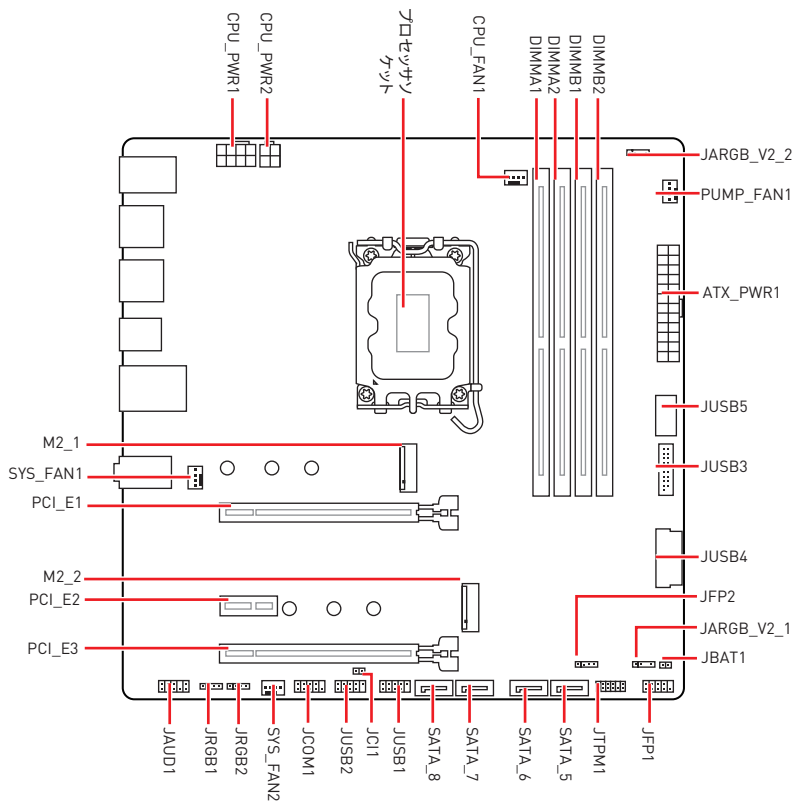 CPU_PWR1
CPU_PWR2
プロセッサソ
ケット
CPU_FAN1
DIMMA1
DIMMA2
DIMMB1
DIMMB2
JARGB_V2_2
PUMP_FAN1
ATX_PWR1
JUSB5
JUSB3
JUSB4
JFP2
JARGB_V2_1
JBAT1
M2_1
SYS_FAN1
PCI_E1
M2_2
PCI_E2
PCI_E3
JAUD1
JRGB1
JRGB2
SYS_FAN2
JCOM1
JUSB2
JCI1
JUSB1
SATA_8
SATA_7
SATA_6
SATA_5
JTPM1
JFP1